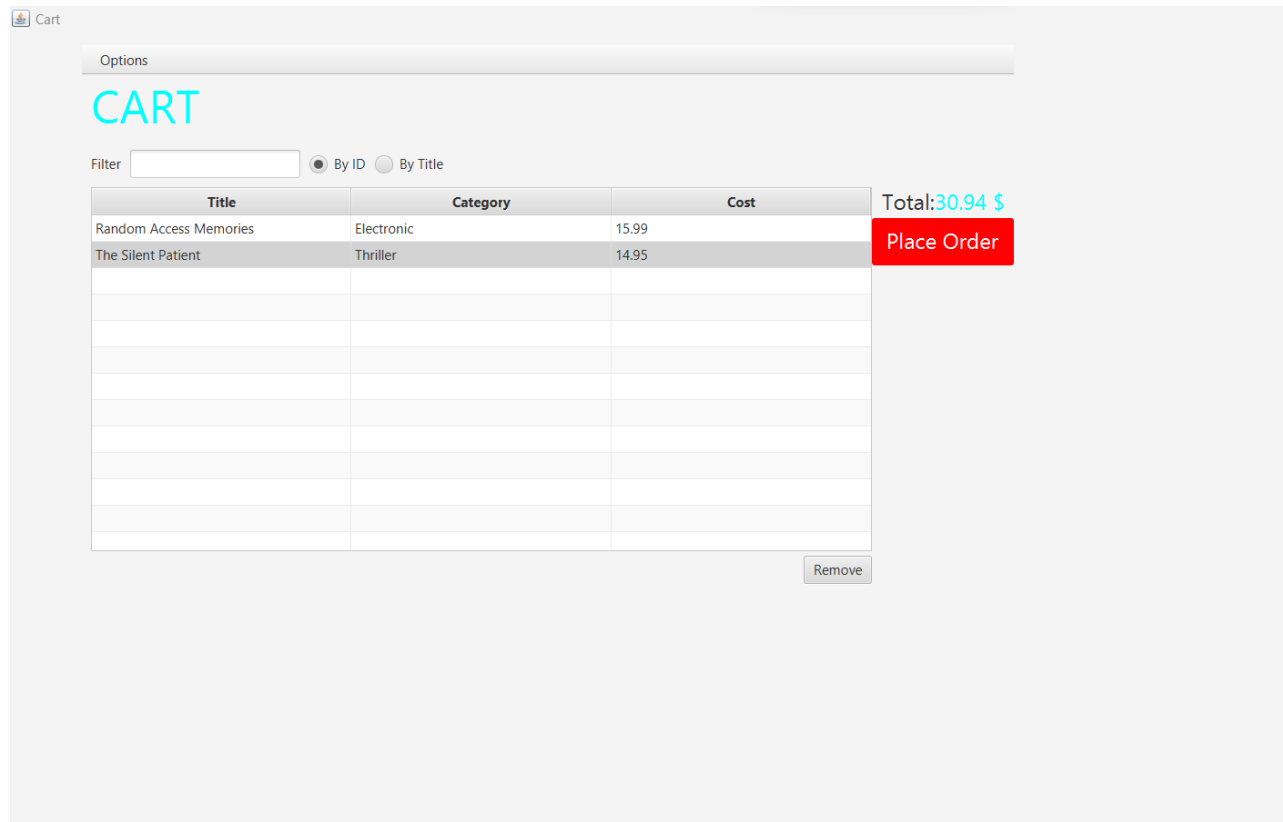 Cart
Options
CART
Filter By ID By Title
Title Category Cost
Random Access Memories Electronic 15.99
The Silent Patient Thriller 14.95
Total:30.94 $
Place Order
Remove